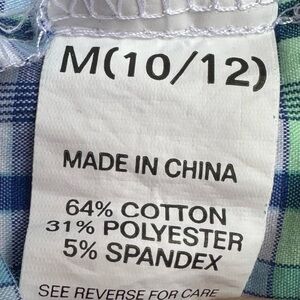 M(10/12)
MADE IN CHINA
64% COTTON
31% POLYESTER
5% SPANDEX
SEE REVERSE FOR CARE